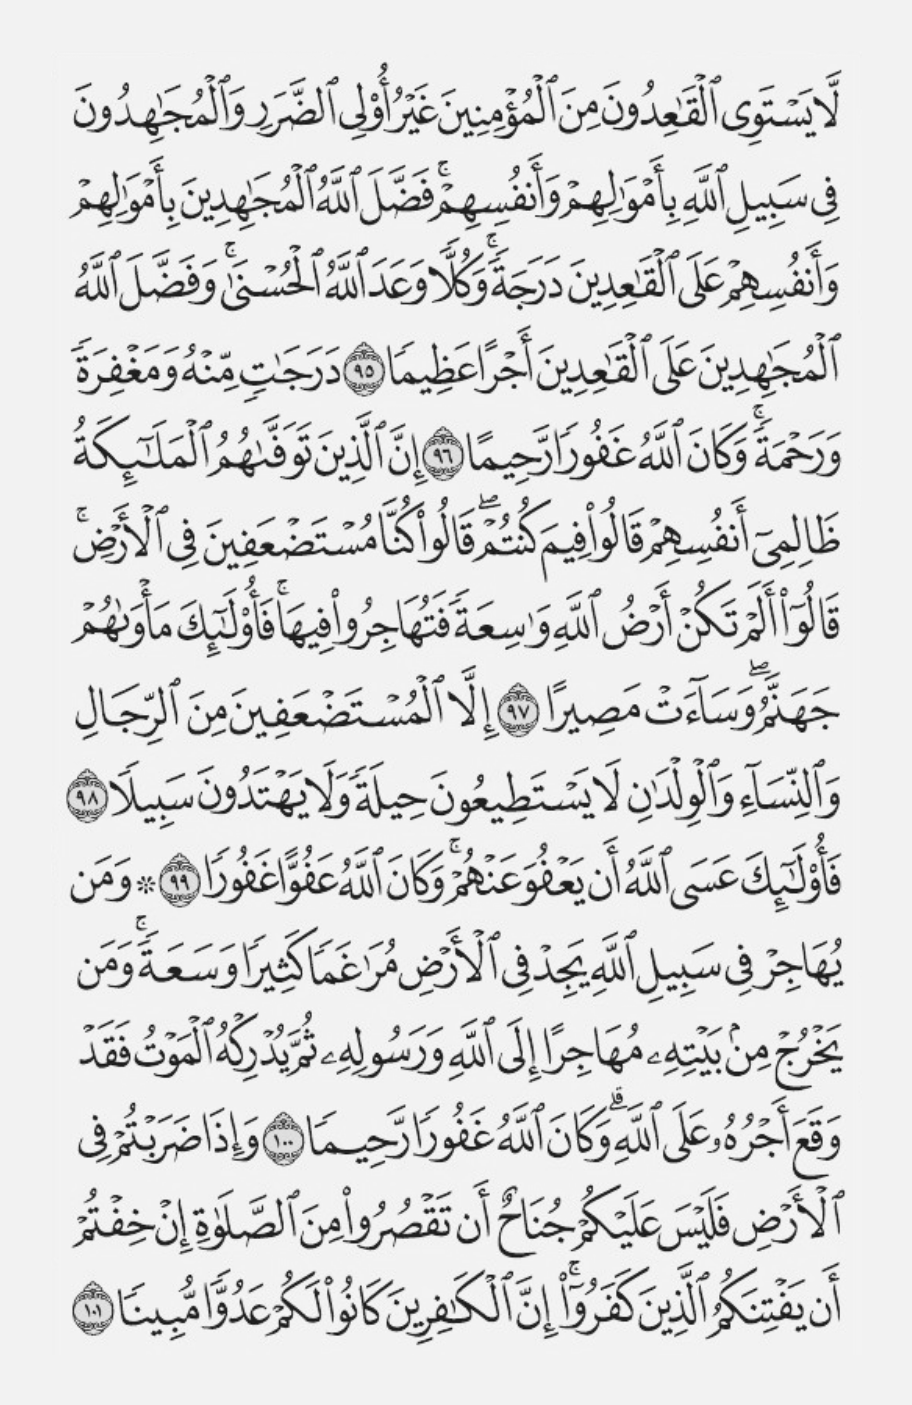 لَّا يَسۡتَوِي ٱلۡقَٰعِدُونَ مِنَ ٱلۡمُؤۡمِنِينَ غَيۡرُ أُوْلِي ٱلضَّرَرِ وَٱلۡمُجَٰهِدُونَ
فِي سَبِيلِ ٱللَّهِ بِأَمۡوَٰلِهِمۡ وَأَنفُسِهِمۡۚ فَضَّلَ ٱللَّهُ ٱلۡمُجَٰهِدِينَ بِأَمۡوَٰلِهِمۡ
وَأَنفُسِهِمۡ عَلَى ٱلۡقَٰعِدِينَ دَرَجَةٗۚ وَكُلّٗا وَعَدَ ٱللَّهُ ٱلۡحُسۡنَىٰۚ وَفَضَّلَ ٱللَّهُ
ٱلۡمُجَٰهِدِينَ عَلَى ٱلۡقَٰعِدِينَ أَجۡرًا عَظِيمٗا ٩٥ دَرَجَٰتٖ مِّنۡهُ وَمَغۡفِرَةٗ
وَرَحۡمَةٗۚ وَكَانَ ٱللَّهُ غَفُورٗا رَّحِيمًا ٩٦ إِنَّ ٱلَّذِينَ تَوَفَّىٰهُمُ ٱلۡمَلَٰٓئِكَةُ
ظَالِمِيٓ أَنفُسِهِمۡ قَالُواْ فِيمَ كُنتُمۡۖ قَالُواْ كُنَّا مُسۡتَضۡعَفِينَ فِي ٱلۡأَرۡضِۚ
قَالُوٓاْ أَلَمۡ تَكُنۡ أَرۡضُ ٱللَّهِ وَٰسِعَةٗ فَتُهَاجِرُواْ فِيهَاۚ فَأُوْلَٰٓئِكَ مَأۡوَىٰهُمۡ
جَهَنَّمُۖ وَسَآءَتۡ مَصِيرًا ٩٧ إِلَّا ٱلۡمُسۡتَضۡعَفِينَ مِنَ ٱلرِّجَالِ
وَٱلنِّسَآءِ وَٱلۡوِلۡدَٰنِ لَا يَسۡتَطِيعُونَ حِيلَةٗ وَلَا يَهۡتَدُونَ سَبِيلٗا ٩٨
فَأُوْلَٰٓئِكَ عَسَى ٱللَّهُ أَن يَعۡفُوَ عَنۡهُمۡۚ وَكَانَ ٱللَّهُ عَفُوًّا غَفُورٗا ٩٩ ۞ وَمَن
يُهَاجِرۡ فِي سَبِيلِ ٱللَّهِ يَجِدۡ فِي ٱلۡأَرۡضِ مُرَٰغَمٗا كَثِيرٗا وَسَعَةٗۚ وَمَن
يَخۡرُجۡ مِنۢ بَيۡتِهِۦ مُهَاجِرًا إِلَى ٱللَّهِ وَرَسُولِهِۦ ثُمَّ يُدۡرِكۡهُ ٱلۡمَوۡتُ فَقَدۡ
وَقَعَ أَجۡرُهُۥ عَلَى ٱللَّهِۗ وَكَانَ ٱللَّهُ غَفُورٗا رَّحِيمٗا ١٠٠ وَإِذَا ضَرَبۡتُمۡ فِي
ٱلۡأَرۡضِ فَلَيۡسَ عَلَيۡكُمۡ جُنَاحٌ أَن تَقۡصُرُواْ مِنَ ٱلصَّلَوٰةِ إِنۡ خِفۡتُمۡ
أَن يَفۡتِنَكُمُ ٱلَّذِينَ كَفَرُوٓاْۚ إِنَّ ٱلۡكَٰفِرِينَ كَانُواْ لَكُمۡ عَدُوّٗا مُّبِينٗا ١٠١